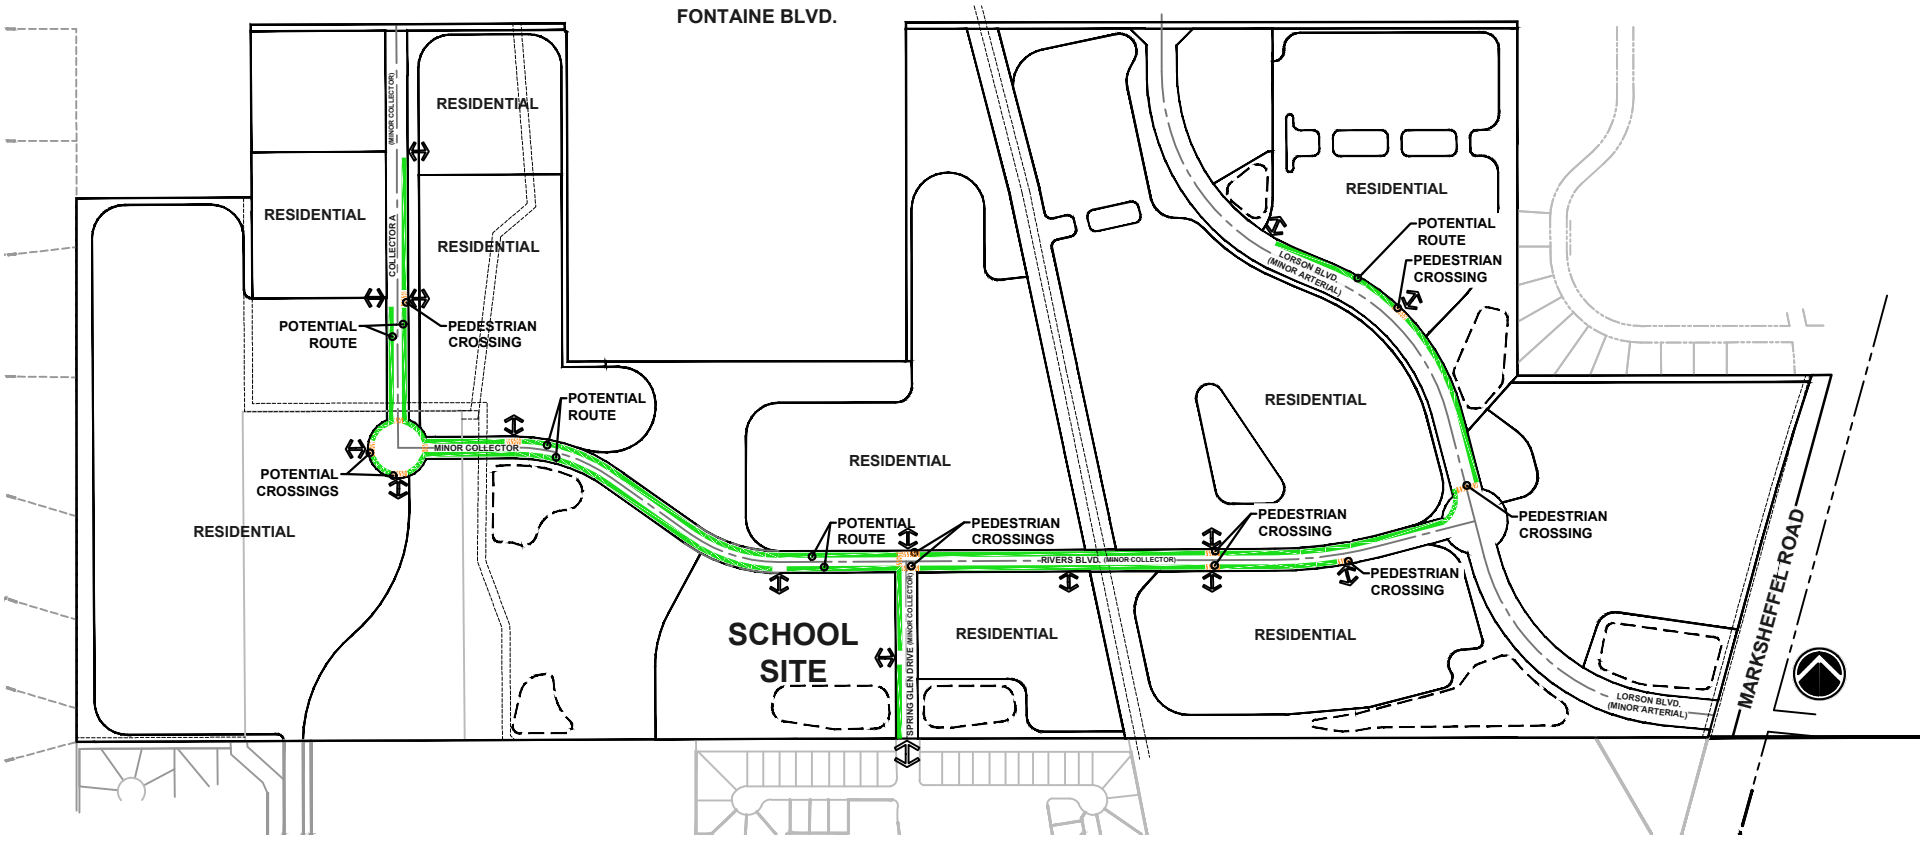 FONTAINE BLVD.
(MINOR COLLECTOR)
COLLECTOR A
RESIDENTIAL
RESIDENTIAL
RESIDENTIAL
RESIDENTIAL
POTENTIAL
ROUTE
PEDESTRIAN
CROSSING
LORSON BLVD.
(MINOR ARTERIAL)
POTENTIAL
ROUTE
PEDESTRIAN
CROSSING
POTENTIAL
ROUTE
RESIDENTIAL
MINOR COLLECTOR
RESIDENTIAL
POTENTIAL
CROSSINGS
RESIDENTIAL
POTENTIAL
ROUTE
PEDESTRIAN
CROSSINGS
PEDESTRIAN
CROSSING
PEDESTRIAN
CROSSING
RIVERS BLVD. (MINOR COLLECTOR)
PEDESTRIAN
CROSSING
SCHOOL
SITE
SPRING GLEN DRIVE (MINOR COLLECTOR)
RESIDENTIAL
RESIDENTIAL
MARKSHEFFEL ROAD
LORSON BLVD.
(MINOR ARTERIAL)